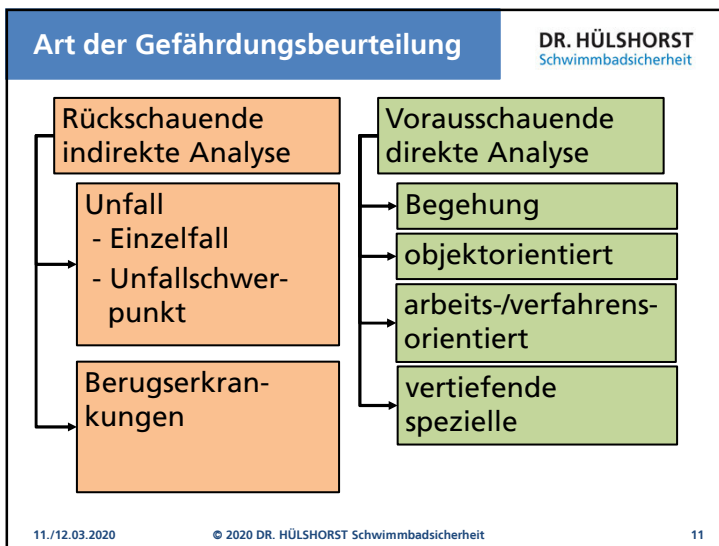 Art der Gefährdungsbeurteilung
DR. HÜLSHORST
Schwimmbadsicherheit
Rückschauende
indirekte Analyse
Unfall
- Einzelfall
- Unfallschwer-
punkt
Berugserkran-
kungen
Vorausschauende
direkte Analyse
Begehung
objektorientiert
arbeits-/verfahrens-
orientiert
vertiefende
spezielle
11./12.03.2020
© 2020 DR. HÜLSHORST Schwimmbadsicherheit
11